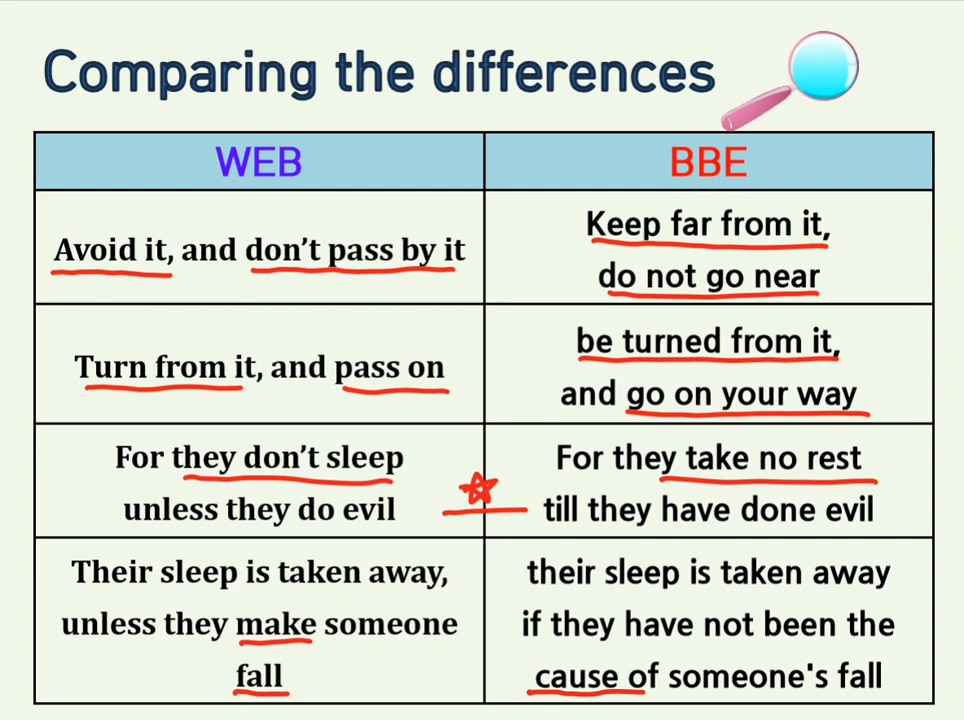 Comparing the differences
WEB
BBE
Avoid it, and don't pass by it
Keep far from it,
do not go near
Turn from it, and pass on
be turned from it,
and go on your way
For they don't sleep
unless they do evil
For they take no rest
till they have done evil
Their sleep is taken away,
unless they make someone
fall
their sleep is taken away
if they have not been the
cause of someone's fall